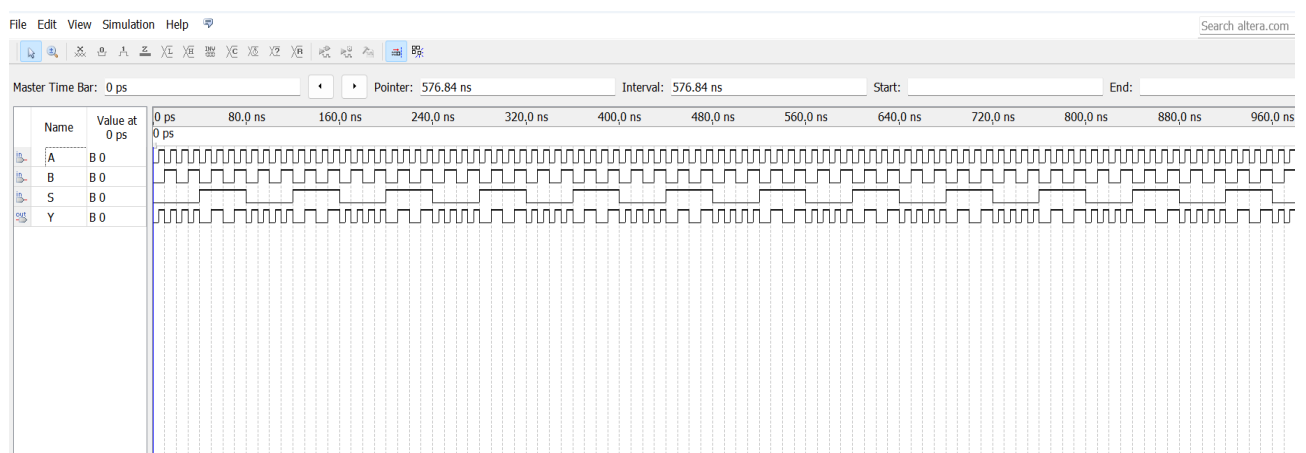 File Edit View Simulation Help
Search altera.com
Master Time Bar: 0 ps Pointer: 576.84 ns Interval: 576.84 ns Start: End:
Name Value at 0 ps
0 ps 80,0 ns 160,0 ns 240,0 ns 320,0 ns 400,0 ns 480,0 ns 560,0 ns 640,0 ns 720,0 ns 800,0 ns 880,0 ns 960,0 ns
0 ps
A B 0
B B 0
S B 0
Y B 0